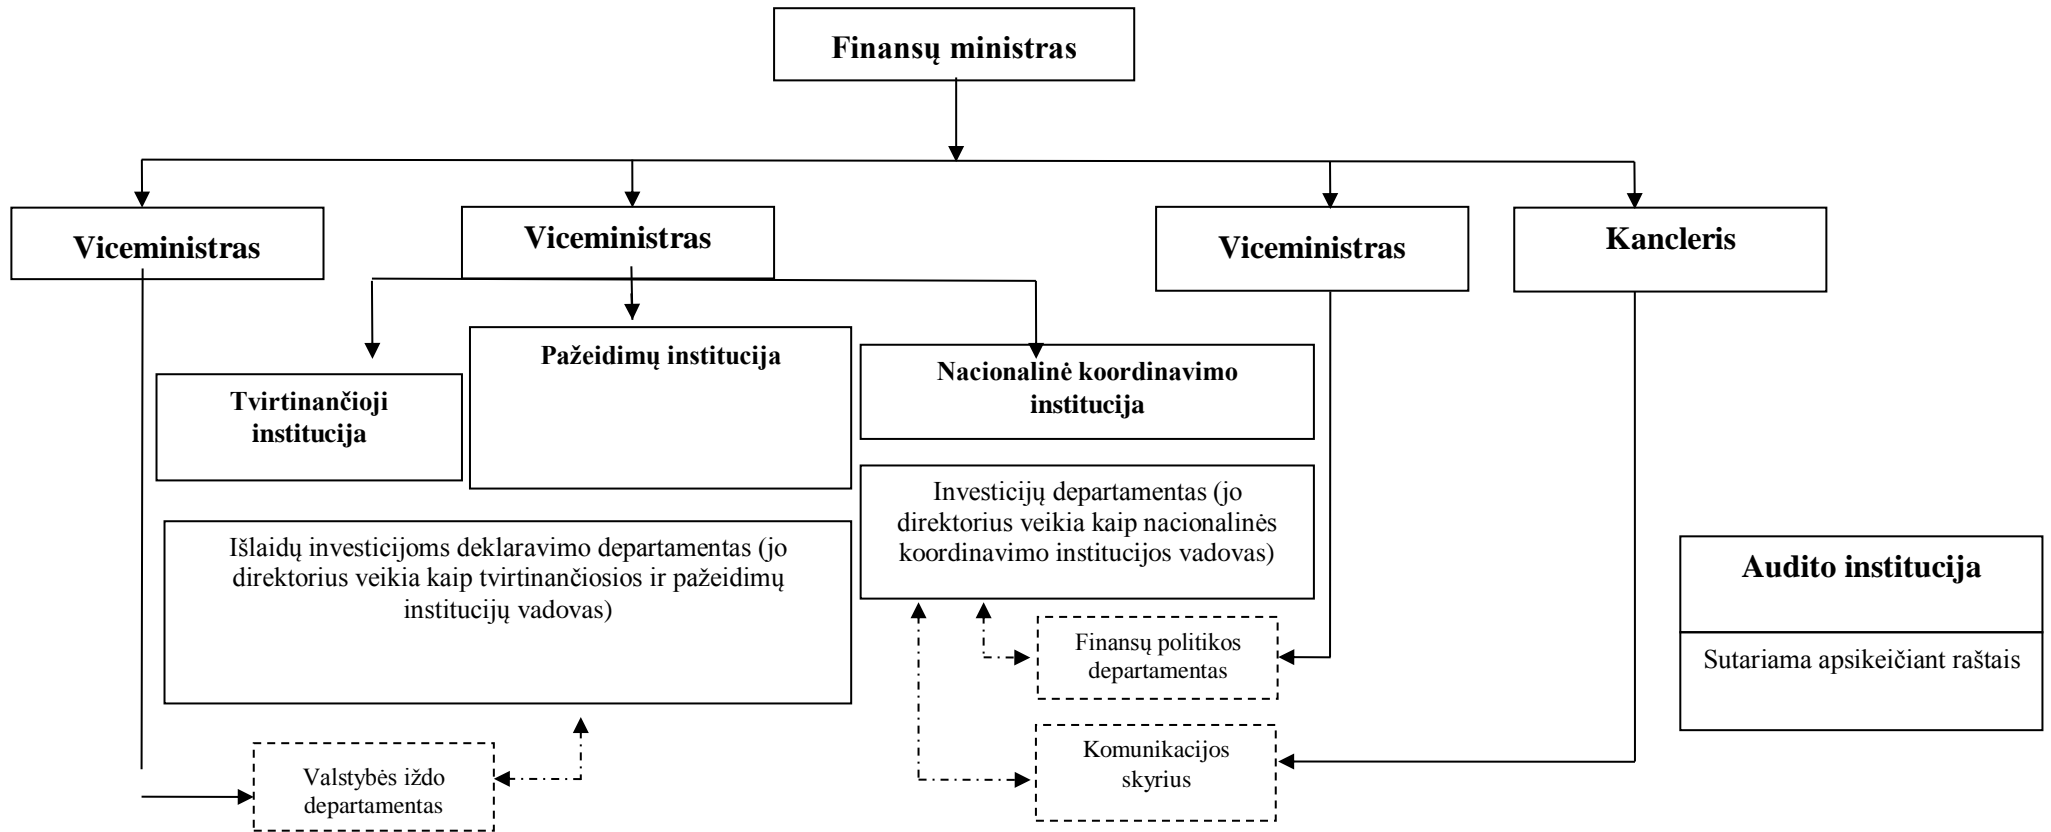 Finansų ministras
Viceministras
Viceministras
Viceministras
Kancleris
Tvirtinančioji
institucija
Pažeidimų institucija
Nacionalinė koordinavimo
institucija
Investicijų departamentas (jo
direktorius veikia kaip nacionalinės
koordinavimo institucijos vadovas)
Išlaidų investicijoms deklaravimo departamentas (jo
direktorius veikia kaip tvirtinančiosios ir pažeidimų
institucijų vadovas)
Audito institucija
Sutariama apsikeičiant raštais
Finansų politikos
departamentas
Komunikacijos
skyrius
Valstybės iždo
departamentas